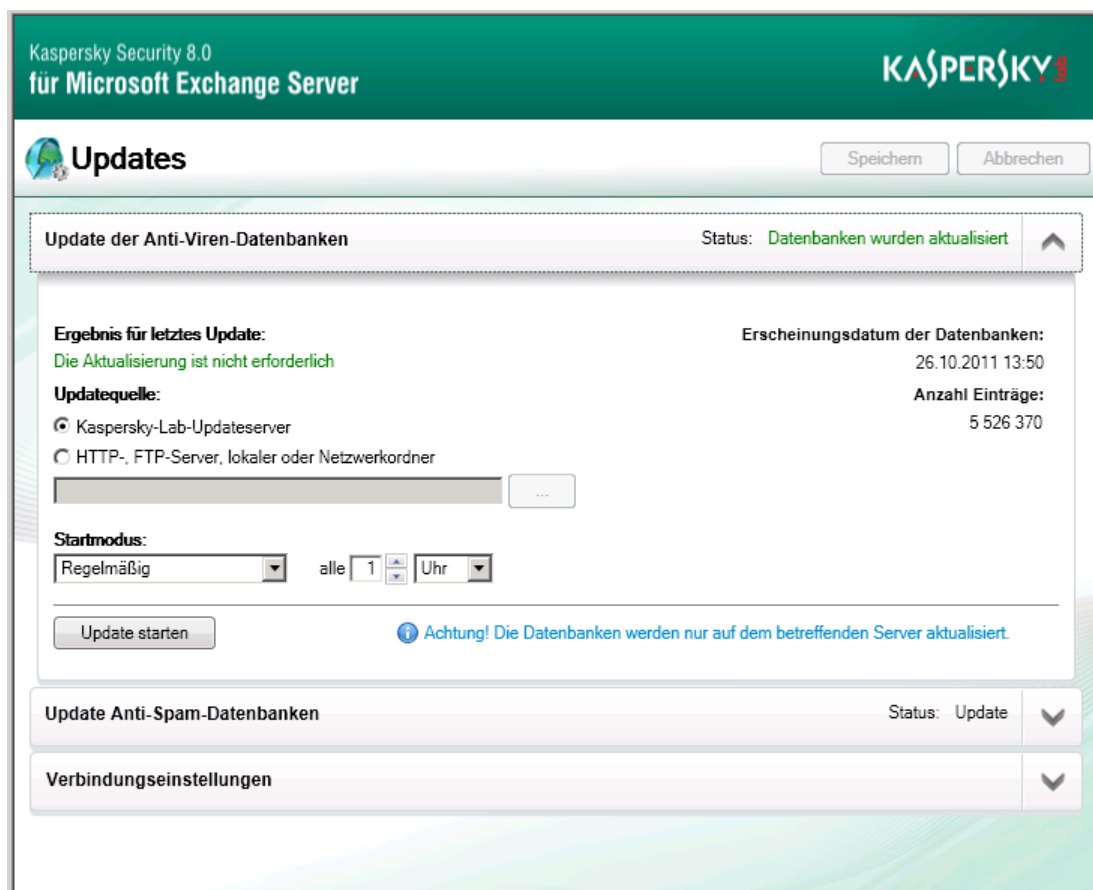 Kaspersky Security 8.0
für Microsoft Exchange Server
KASPERSKY lab
Updates
Speichern
Abbrechen
Update der Anti-Viren-Datenbanken
Status: Datenbanken wurden aktualisiert
Ergebnis für letztes Update:
Die Aktualisierung ist nicht erforderlich
Erscheinungsdatum der Datenbanken:
26.10.2011 13:50
Updatequelle:
Anzahl Einträge:
5 526 370
Kaspersky-Lab-Updateserver
HTTP-, FTP-Server, lokaler oder Netzwerkordner
...
Startmodus:
Regelmäßig
alle 1 Uhr
Update starten
Achtung! Die Datenbanken werden nur auf dem betreffenden Server aktualisiert.
Update Anti-Spam-Datenbanken
Status: Update
Verbindungseinstellungen